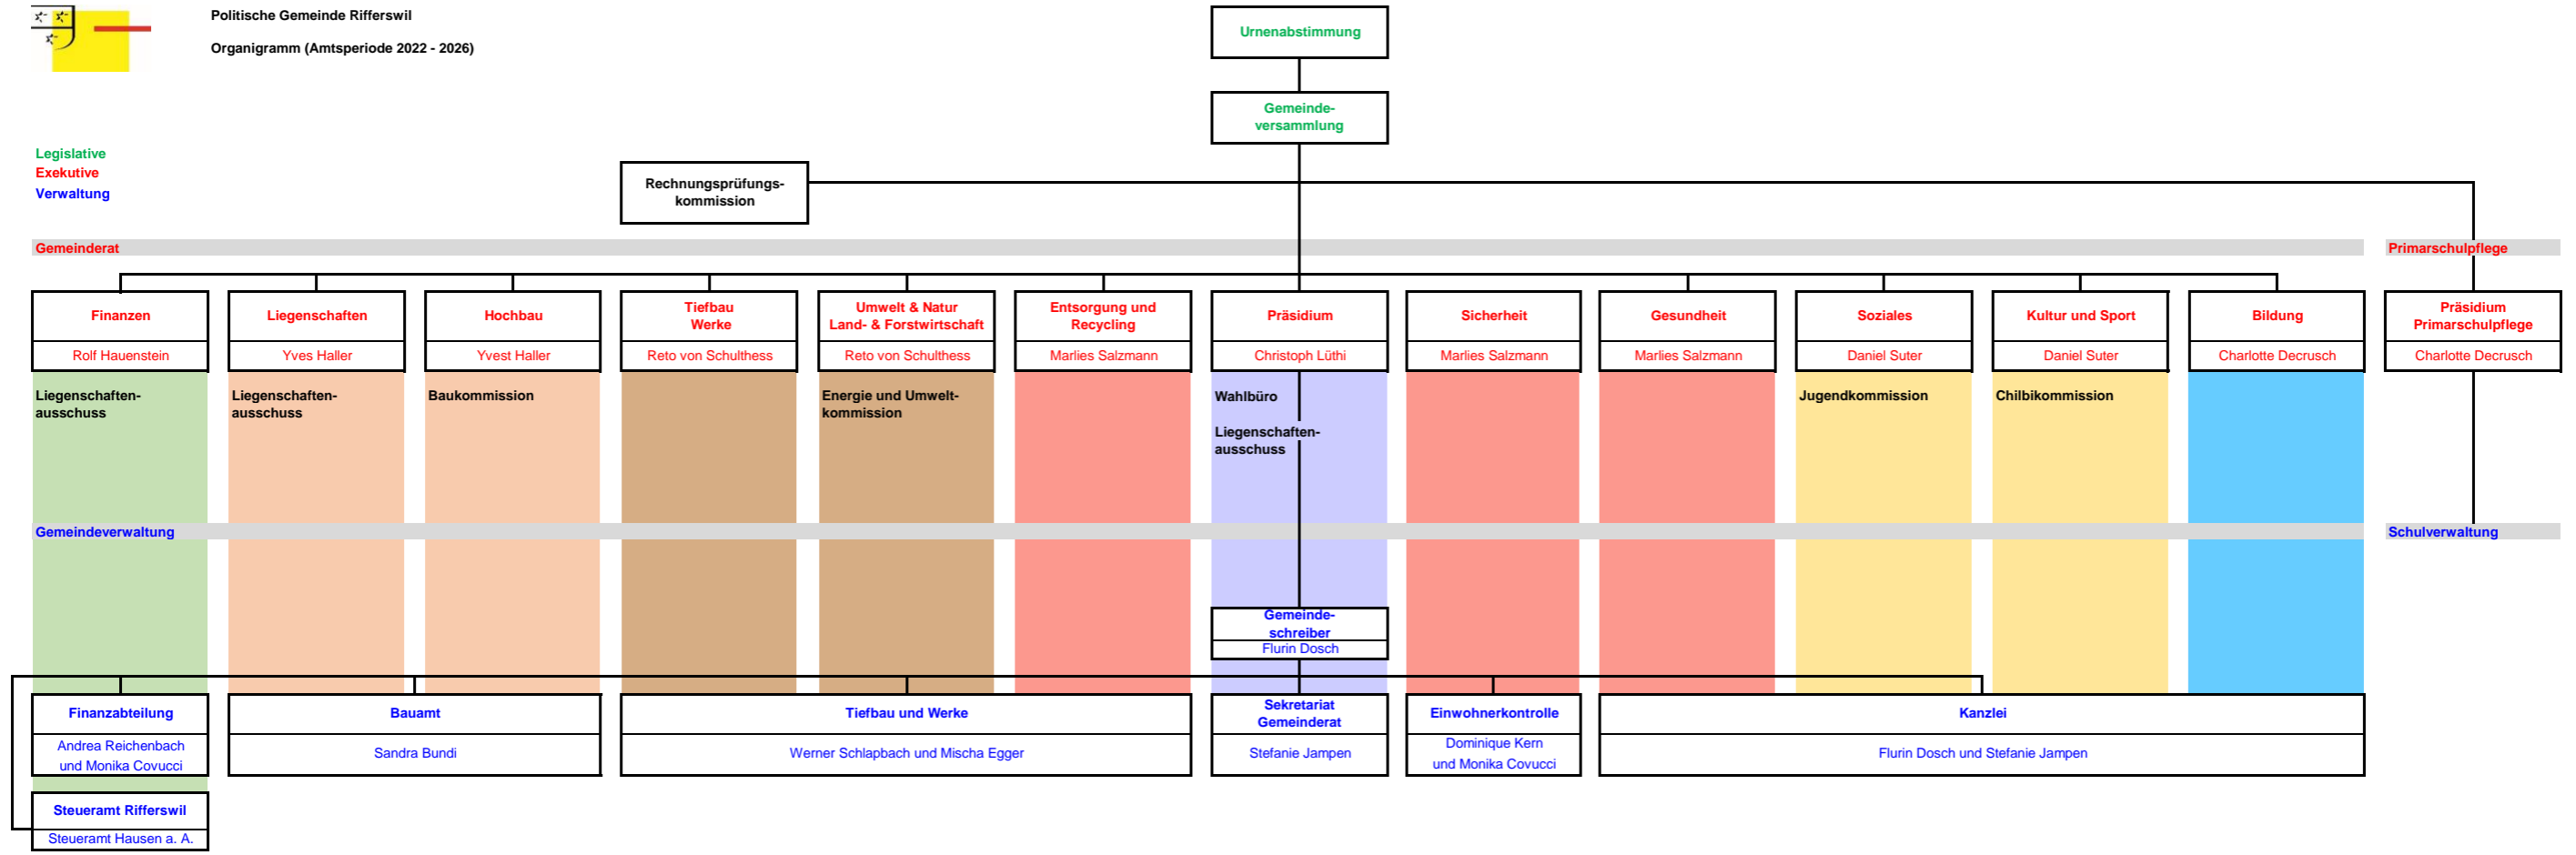 Politische Gemeinde Rifferswil
Organigramm (Amtsperiode 2022 - 2026)
Urnenabstimmung
Gemeinde-
versammlung
Legislative
Exekutive
Verwaltung
Rechnungsprüfungs-
kommission
Gemeinderat
Primarschulpflege
Finanzen
Rolf Hauenstein
Liegenschaften
Yves Haller
Hochbau
Yvest Haller
Tiefbau
Werke
Reto von Schulthess
Umwelt & Natur
Land- & Forstwirtschaft
Reto von Schulthess
Entsorgung und
Recycling
Marlies Salzmann
Präsidium
Christoph Lüthi
Sicherheit
Marlies Salzmann
Gesundheit
Marlies Salzmann
Soziales
Daniel Suter
Kultur und Sport
Daniel Suter
Bildung
Charlotte Decrusch
Präsidium
Primarschulpflege
Charlotte Decrusch
Liegenschaften-
ausschuss
Liegenschaften-
ausschuss
Baukommission
Energie und Umwelt-
kommission
Wahlbüro
Liegenschaften-
ausschuss
Jugendkommission
Chilbikommission
Gemeindeverwaltung
Schulverwaltung
Gemeinde-
schreiber
Flurin Dosch
Finanzabteilung
Andrea Reichenbach
und Monika Covucci
Bauamt
Sandra Bundi
Tiefbau und Werke
Werner Schlapbach und Mischa Egger
Sekretariat
Gemeinderat
Stefanie Jampen
Einwohnerkontrolle
Dominique Kern
und Monika Covucci
Kanzlei
Flurin Dosch und Stefanie Jampen
Steueramt Rifferswil
Steueramt Hausen a. A.